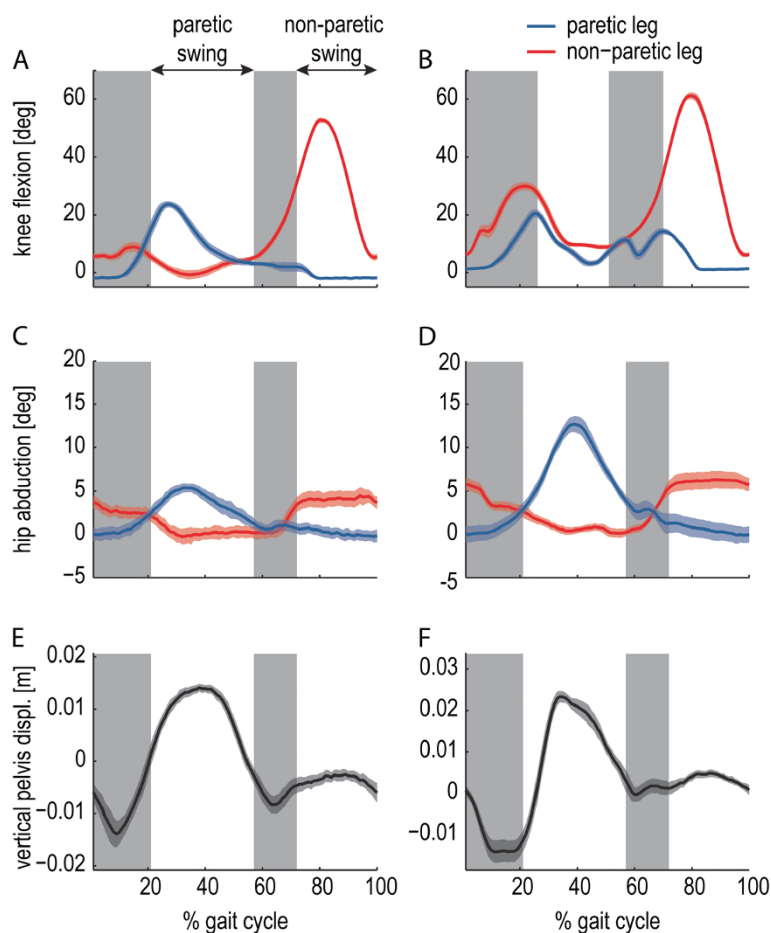 paretic
swing
non-paretic
swing
paretic leg
non−paretic leg
A
B
knee flexion [deg]
60
40
20
0
60
40
20
0
C
D
hip abduction [deg]
20
15
10
5
0
−5
20
15
10
5
0
-5
E
F
vertical pelvis displ. [m]
0.02
0.01
0
−0.01
−0.02
0.03
0.02
0.01
0
−0.01
20 40 60 80 100
20 40 60 80 100
% gait cycle
% gait cycle